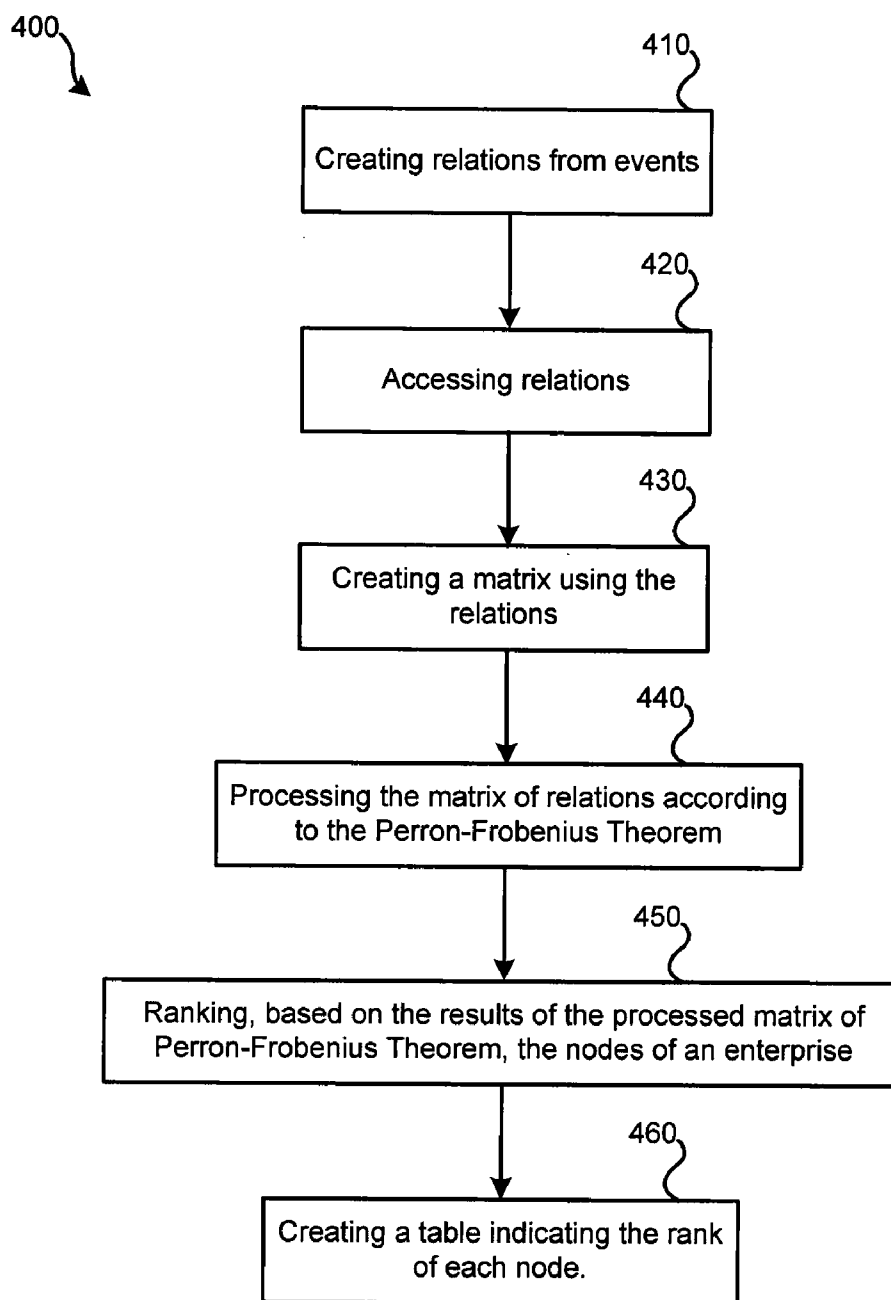 400
410
Creating relations from events
420
Accessing relations
430
Creating a matrix using the
relations
440
Processing the matrix of relations according
to the Perron-Frobenius Theorem
450
Ranking, based on the results of the processed matrix of
Perron-Frobenius Theorem, the nodes of an enterprise
460
Creating a table indicating the rank
of each node.